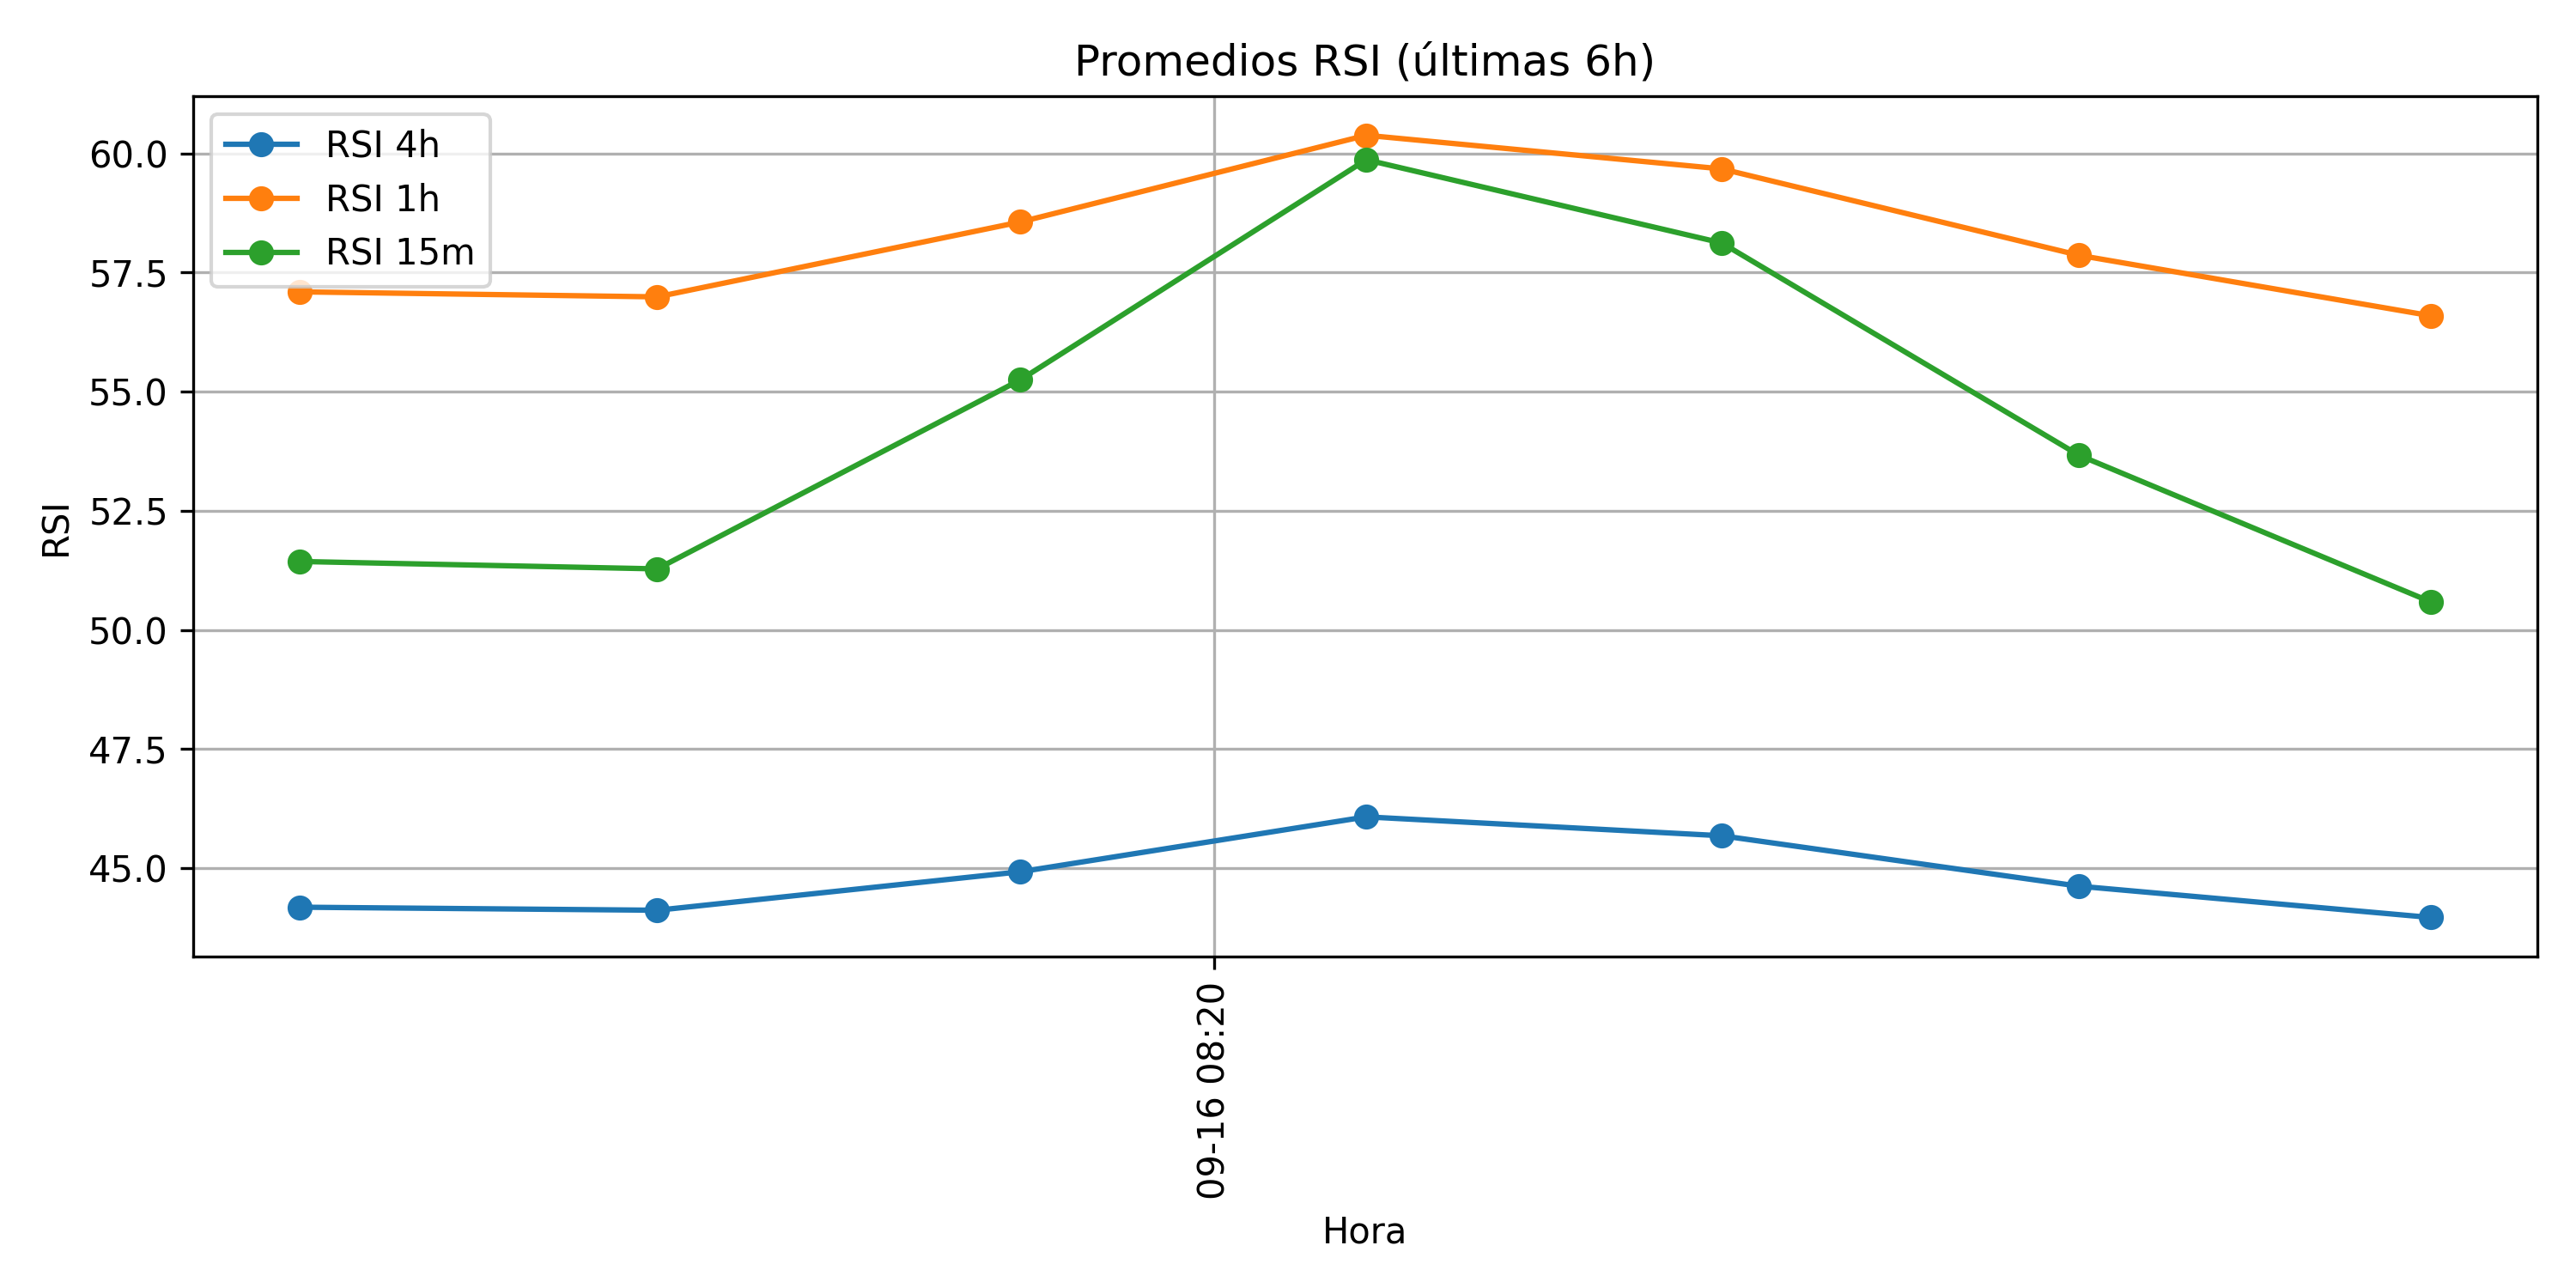 Promedios RSI (últimas 6h)
RSI 4h
RSI 1h
RSI 15m
60.0
57.5
55.0
52.5
50.0
47.5
45.0
RSI
09-16 08:20
Hora